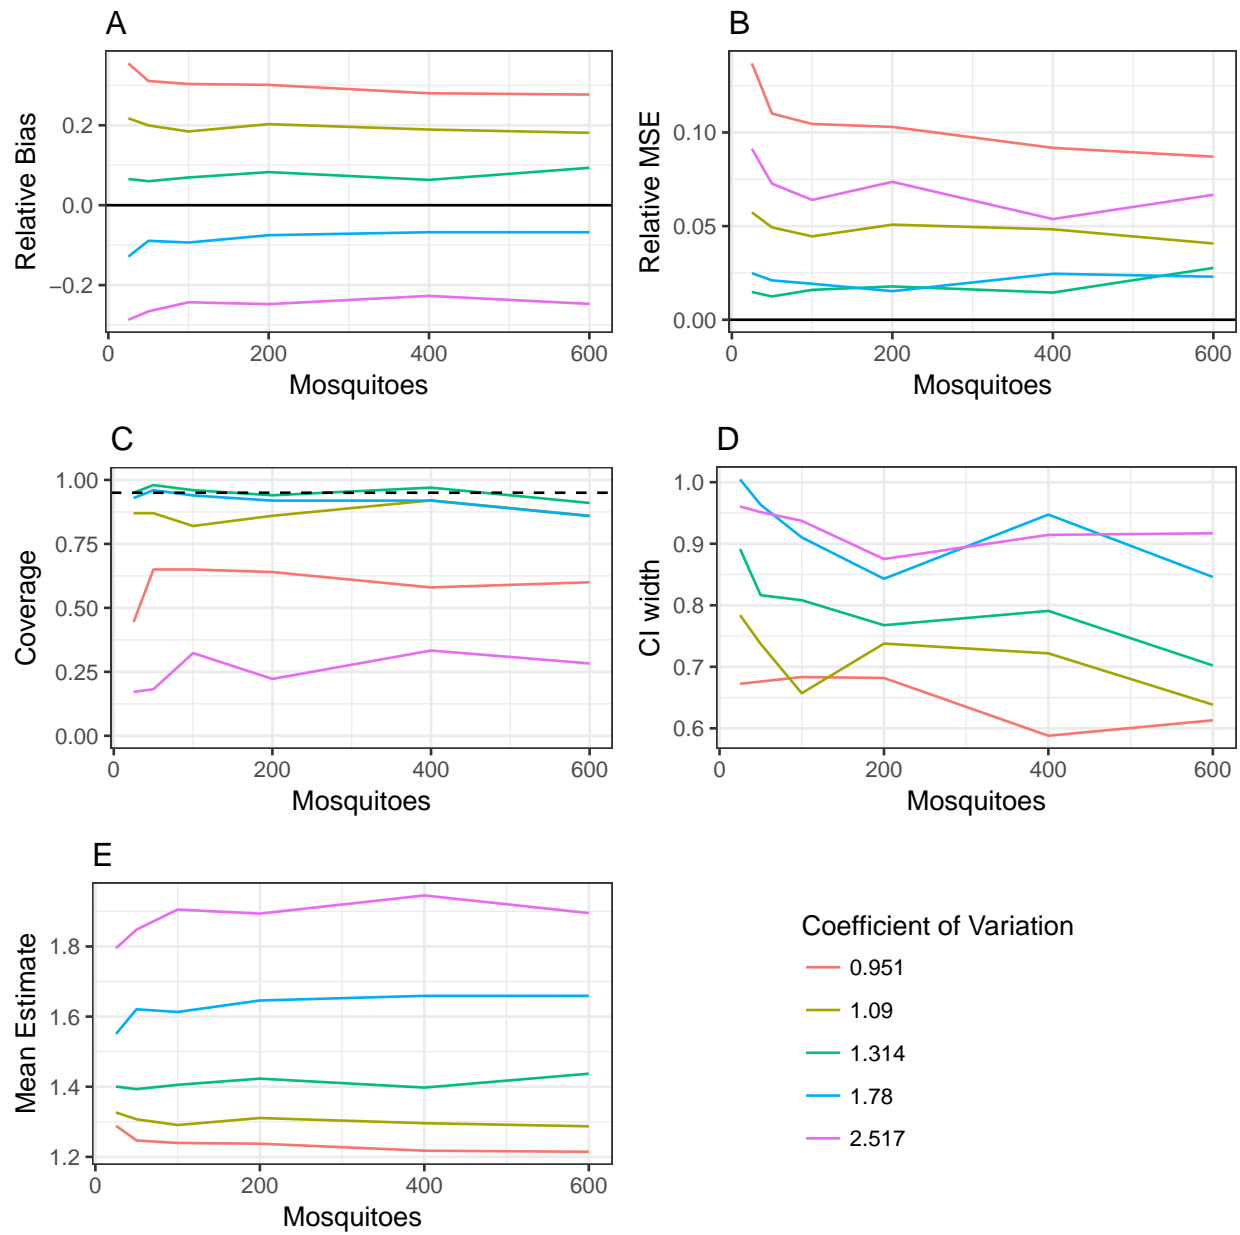 A
Relative Bias
0.2
0.0
−0.2
0
200
400
600
Mosquitoes
B
Relative MSE
0.10
0.05
0.00
0
200
400
600
Mosquitoes
C
Coverage
1.00
0.75
0.50
0.25
0.00
0
200
400
600
Mosquitoes
D
CI width
1.0
0.9
0.8
0.7
0.6
0
200
400
600
Mosquitoes
E
Mean Estimate
1.8
1.6
1.4
1.2
0
200
400
600
Mosquitoes
Coefficient of Variation
0.951
1.09
1.314
1.78
2.517